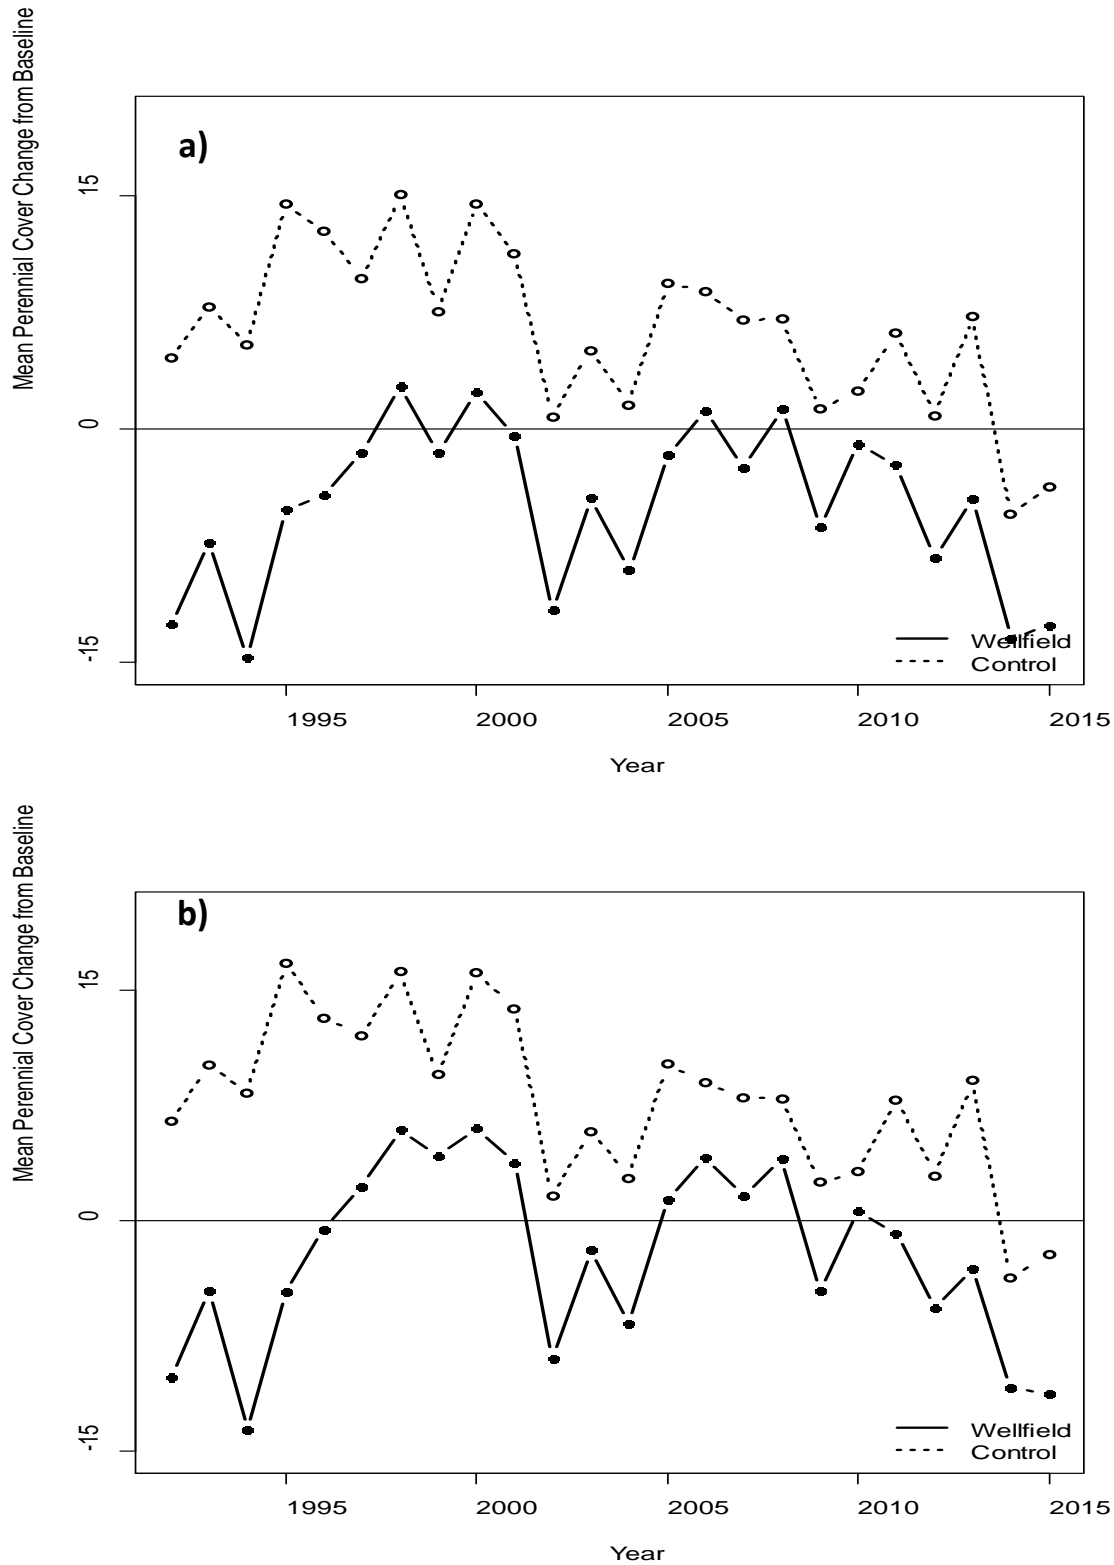 Mean Perennial Cover Change from Baseline
a)
15
0
-15
Wellfield
Control
1995 2000 2005 2010 2015
Year
Mean Perennial Cover Change from Baseline
b)
15
0
-15
Wellfield
Control
1995 2000 2005 2010 2015
Year